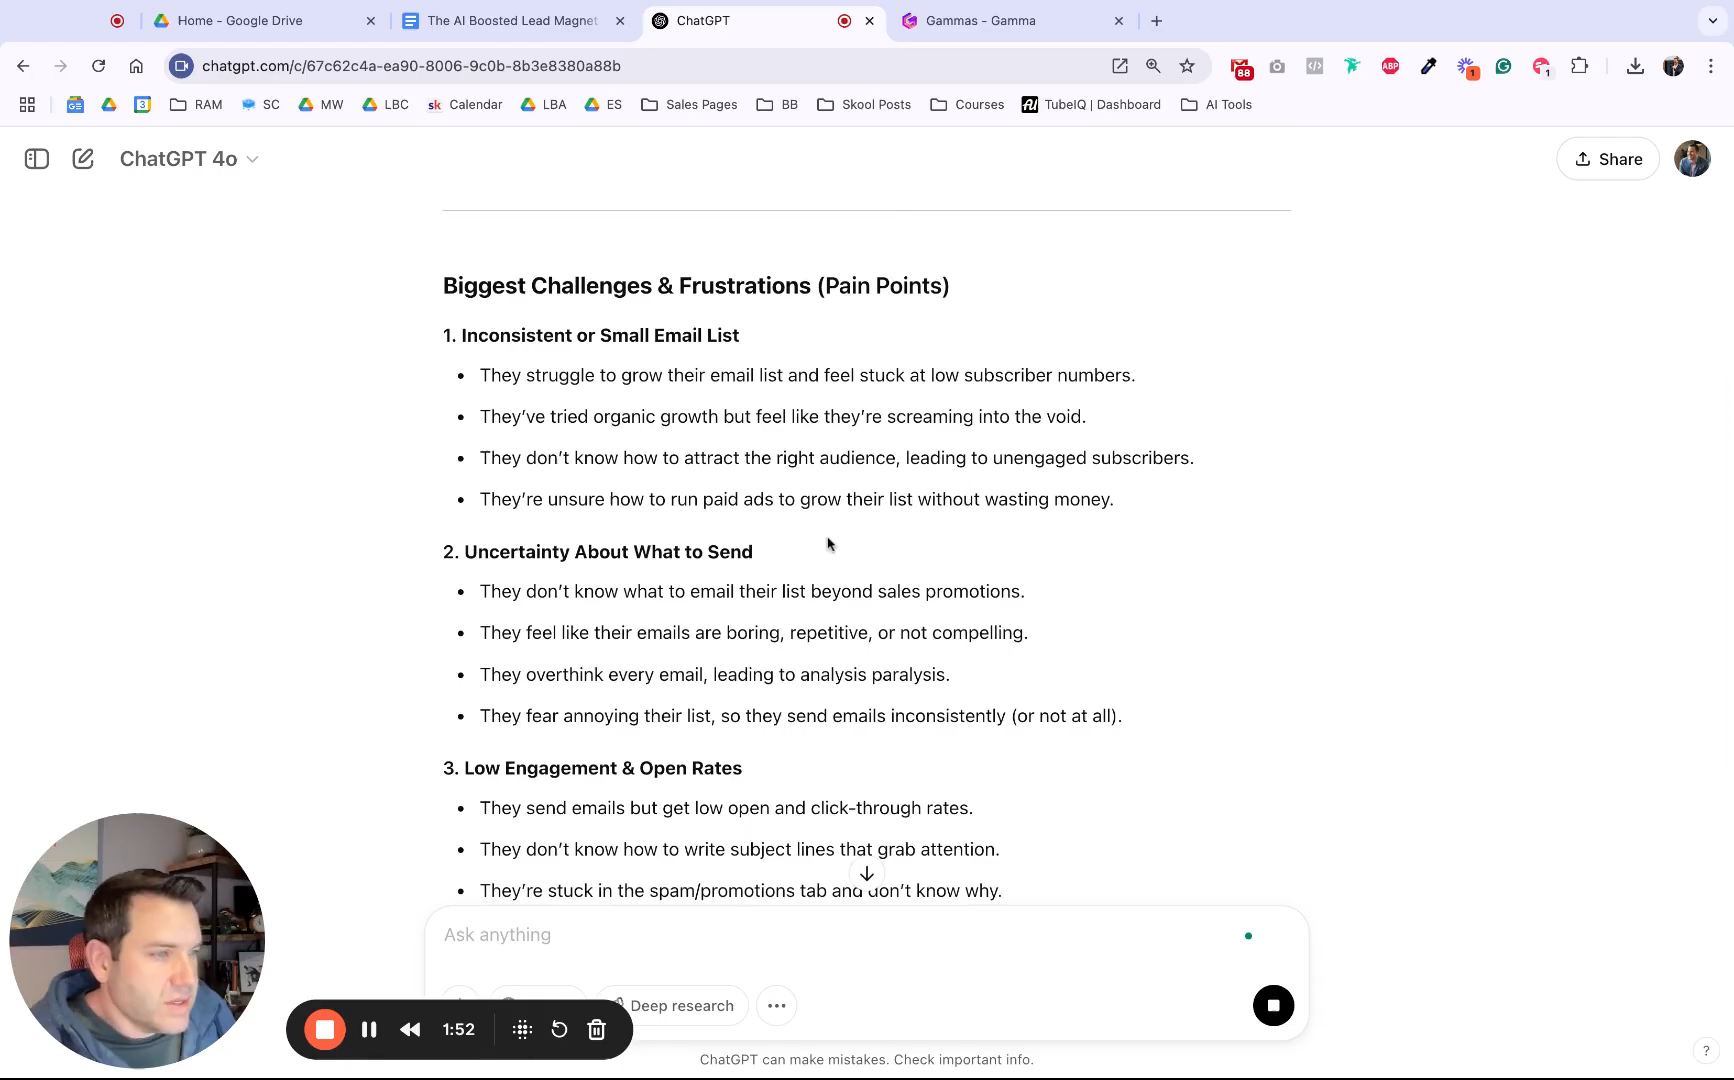 Home - Google Drive
The AI Boosted Lead Magnet
ChatGPT
Gammas - Gamma
chatgpt.com/c/67c62c4a-ea90-8006-9c0b-8b3e8380a88b
88
ABP
1
1
3
RAM
SC
MW
LBC
sk Calendar
LBA
ES
Sales Pages
BB
Skool Posts
Courses
AI TubeIQ | Dashboard
AI Tools
ChatGPT 4o
Share
Biggest Challenges & Frustrations (Pain Points)
1. Inconsistent or Small Email List
• They struggle to grow their email list and feel stuck at low subscriber numbers.
• They’ve tried organic growth but feel like they’re screaming into the void.
• They don’t know how to attract the right audience, leading to unengaged subscribers.
• They’re unsure how to run paid ads to grow their list without wasting money.
2. Uncertainty About What to Send
• They don’t know what to email their list beyond sales promotions.
• They feel like their emails are boring, repetitive, or not compelling.
• They overthink every email, leading to analysis paralysis.
• They fear annoying their list, so they send emails inconsistently (or not at all).
3. Low Engagement & Open Rates
• They send emails but get low open and click-through rates.
• They don’t know how to write subject lines that grab attention.
• They’re stuck in the spam/promotions tab and don’t know why.
Ask anything
Deep research
1:52
ChatGPT can make mistakes. Check important info.
?